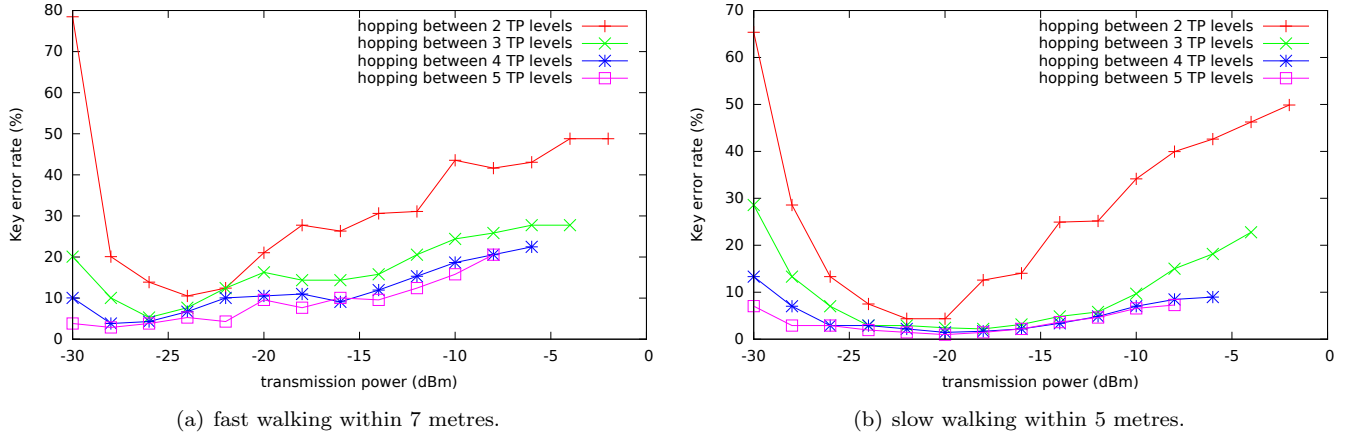 80
70
60
50
40
30
20
10
0
-30
-25
-20
-15
-10
-5
0
Key error rate (%)
transmission power (dBm)
hopping between 2 TP levels
hopping between 3 TP levels
hopping between 4 TP levels
hopping between 5 TP levels
(a) fast walking within 7 metres.
70
60
50
40
30
20
10
0
-30
-25
-20
-15
-10
-5
0
Key error rate (%)
transmission power (dBm)
hopping between 2 TP levels
hopping between 3 TP levels
hopping between 4 TP levels
hopping between 5 TP levels
(b) slow walking within 5 metres.